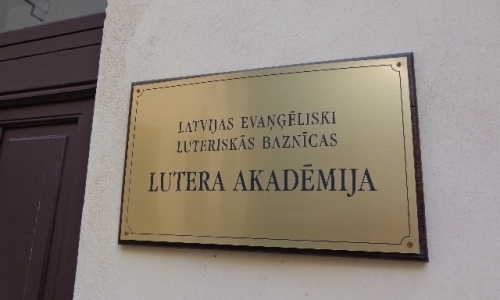 LATVIJAS EVAŅĢĒLISKI
LUTERISKĀS BAZNĪCAS
LUTERA AKADĒMIJA